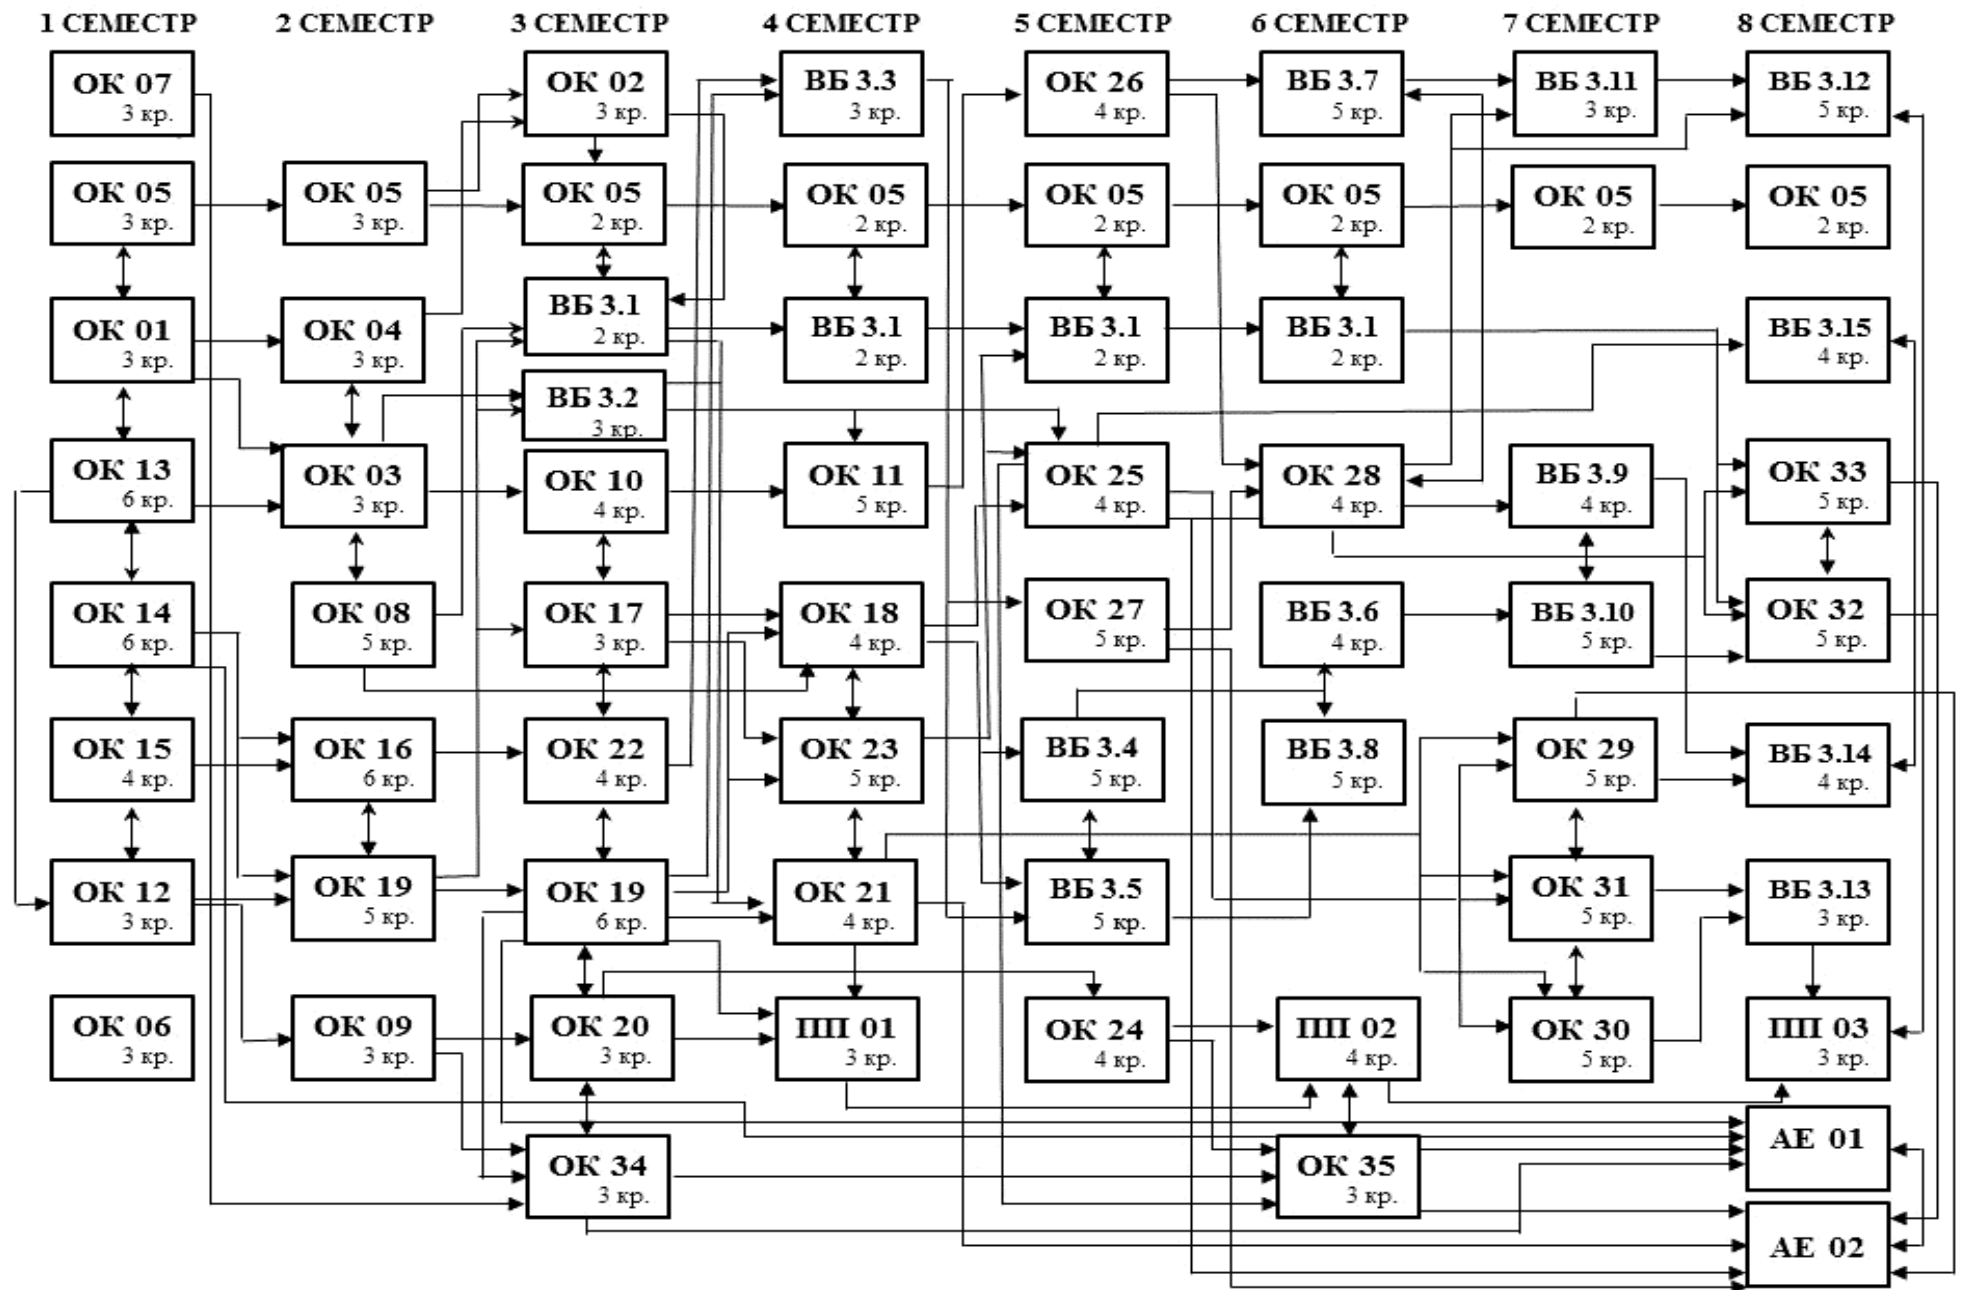 1 СЕМЕСТР 2 СЕМЕСТР 3 СЕМЕСТР 4 СЕМЕСТР 5 СЕМЕСТР 6 СЕМЕСТР 7 СЕМЕСТР 8 СЕМЕСТР
ОК 07 ОК 02 ВБ 3.3 ОК 26 ВБ 3.7 ВБ 3.11 ВБ 3.12
3 кр. 3 кр. 3 кр. 4 кр. 5 кр. 3 кр. 5 кр.
ОК 05 ОК 05 ОК 05 ОК 05 ОК 05 ОК 05 ОК 05 ОК 05
3 кр. 3 кр. 2 кр. 2 кр. 2 кр. 2 кр. 2 кр. 2 кр.
ОК 01 ОК 04 ВБ 3.1 ВБ 3.1 ВБ 3.1 ВБ 3.1 ВБ 3.15
3 кр. 3 кр. 2 кр. 2 кр. 2 кр. 2 кр. 4 кр.
ВБ 3.2
3 кр.
ОК 13 ОК 03 ОК 10 ОК 11 ОК 25 ОК 28 ВБ 3.9 ОК 33
6 кр. 3 кр. 4 кр. 5 кр. 4 кр. 4 кр. 4 кр. 5 кр.
ОК 14 ОК 08 ОК 17 ОК 18 ОК 27 ВБ 3.6 ВБ 3.10 ОК 32
6 кр. 5 кр. 3 кр. 4 кр. 5 кр. 4 кр. 5 кр. 5 кр.
ОК 15 ОК 16 ОК 22 ОК 23 ВБ 3.4 ВБ 3.8 ОК 29 ВБ 3.14
4 кр. 6 кр. 4 кр. 5 кр. 5 кр. 5 кр. 5 кр. 4 кр.
ОК 12 ОК 19 ОК 19 ОК 21 ВБ 3.5 ОК 31 ВБ 3.13
3 кр. 5 кр. 6 кр. 4 кр. 5 кр. 5 кр. 3 кр.
ОК 06 ОК 09 ОК 20 ПП 01 ОК 24 ПП 02 ОК 30 ПП 03
3 кр. 3 кр. 3 кр. 3 кр. 4 кр. 4 кр. 5 кр. 3 кр.
ОК 34 ОК 35 АЕ 01
3 кр. 3 кр.
АЕ 02